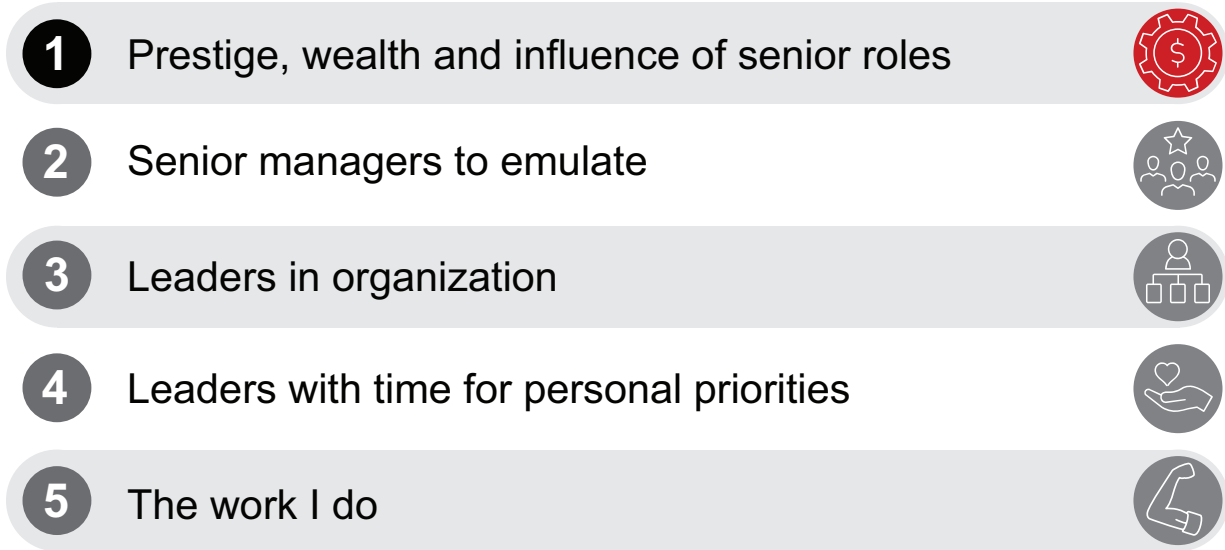 1 Prestige, wealth and influence of senior roles $
2 Senior managers to emulate
3 Leaders in organization
4 Leaders with time for personal priorities
5 The work I do